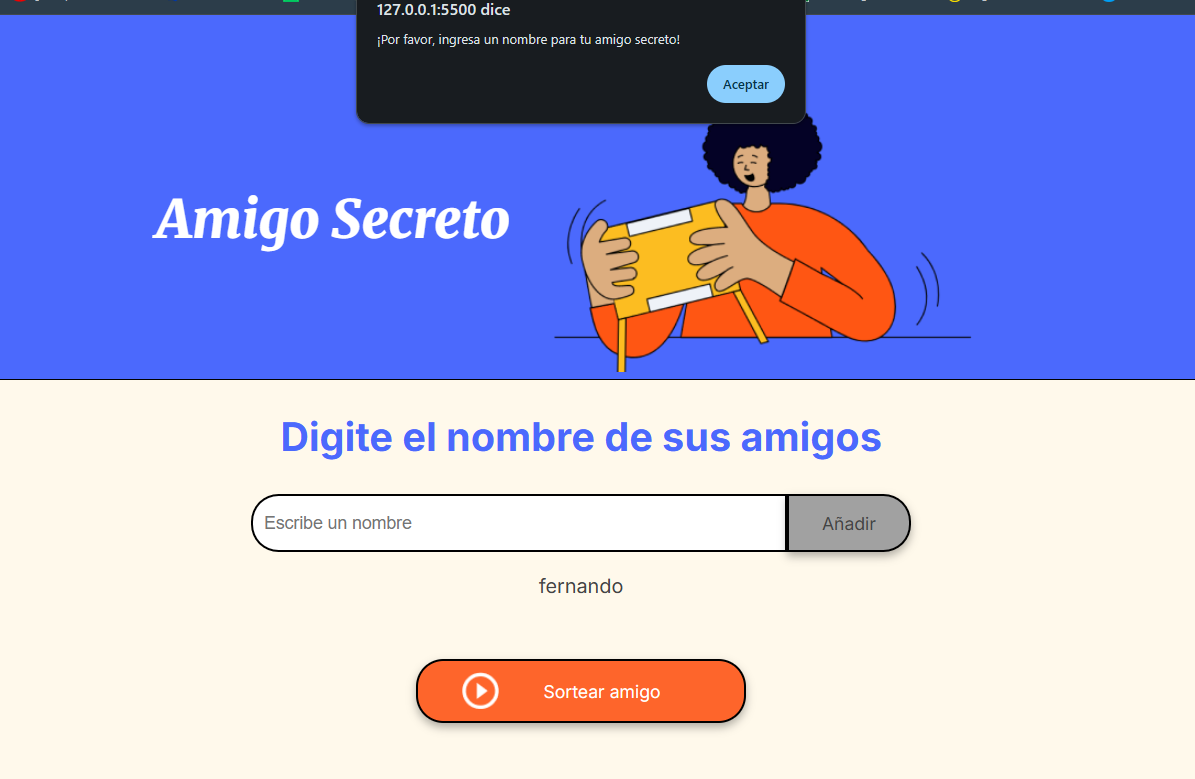 127.0.0.1:5500 dice
¡Por favor, ingresa un nombre para tu amigo secreto!
Aceptar
Amigo Secreto
Digite el nombre de sus amigos
Escribe un nombre
Añadir
fernando
Sortear amigo